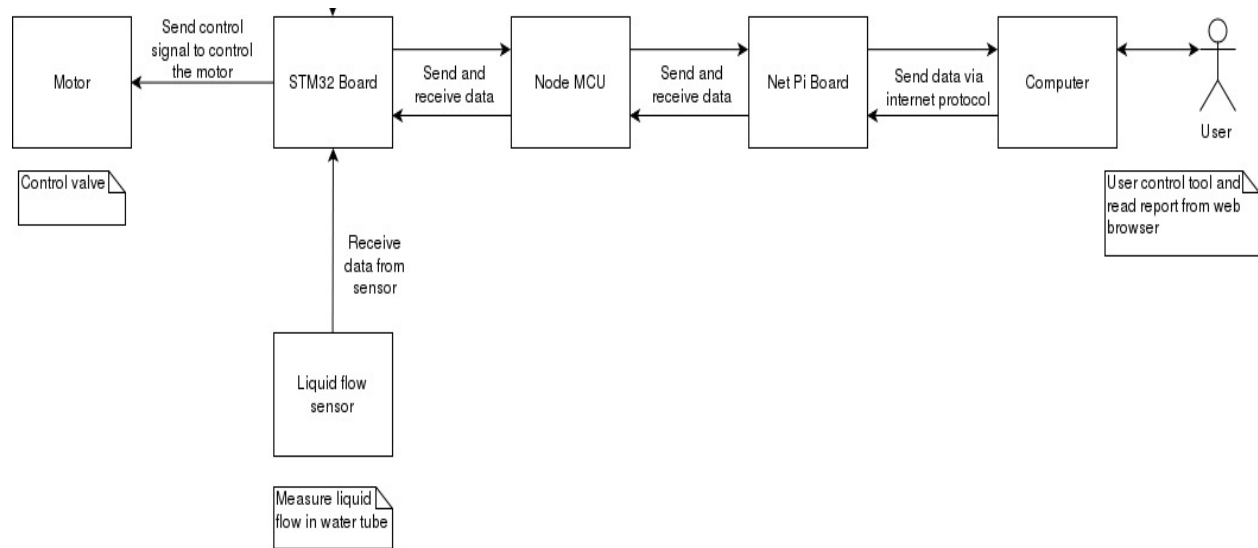 Send control
signal to control
the motor
Motor
STM32 Board
Send and
receive data
Node MCU
Send and
receive data
Net Pi Board
Send data via
internet protocol
Computer
User
Control valve
User control tool and
read report from web
browser
Receive
data from
sensor
Liquid flow
sensor
Measure liquid
flow in water tube